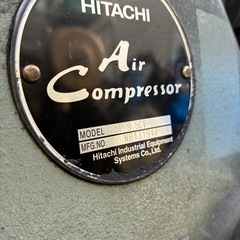 HITACHI
Air
Compressor
MODEL
MFG NO.
Hitachi Industrial Equipment
Systems Co., Ltd.